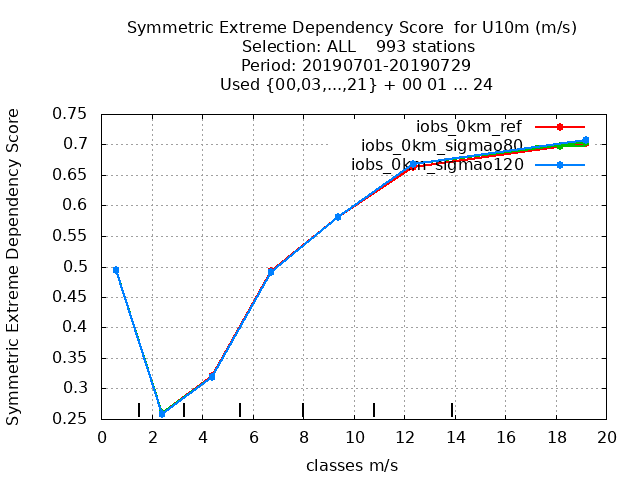 Symmetric Extreme Dependency Score  for U10m (m/s)
Selection: ALL    993 stations
Period: 20190701-20190729
Used {00,03,...,21} + 00 01 ... 24
Symmetric Extreme Dependency Score
0.75
0.7
0.65
0.6
0.55
0.5
0.45
0.4
0.35
0.3
0.25
iobs_0km_ref
iobs_0km_sigmao80
iobs_0km_sigmao120
0 2 4 6 8 10 12 14 16 18 20
classes m/s